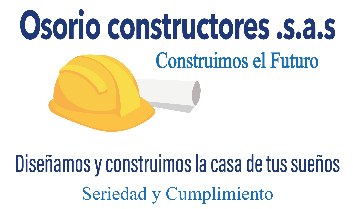 Osorio constructores .s.a.s
Construimos el Futuro
Diseñamos y construimos la casa de tus sueños
Seriedad y Cumplimiento